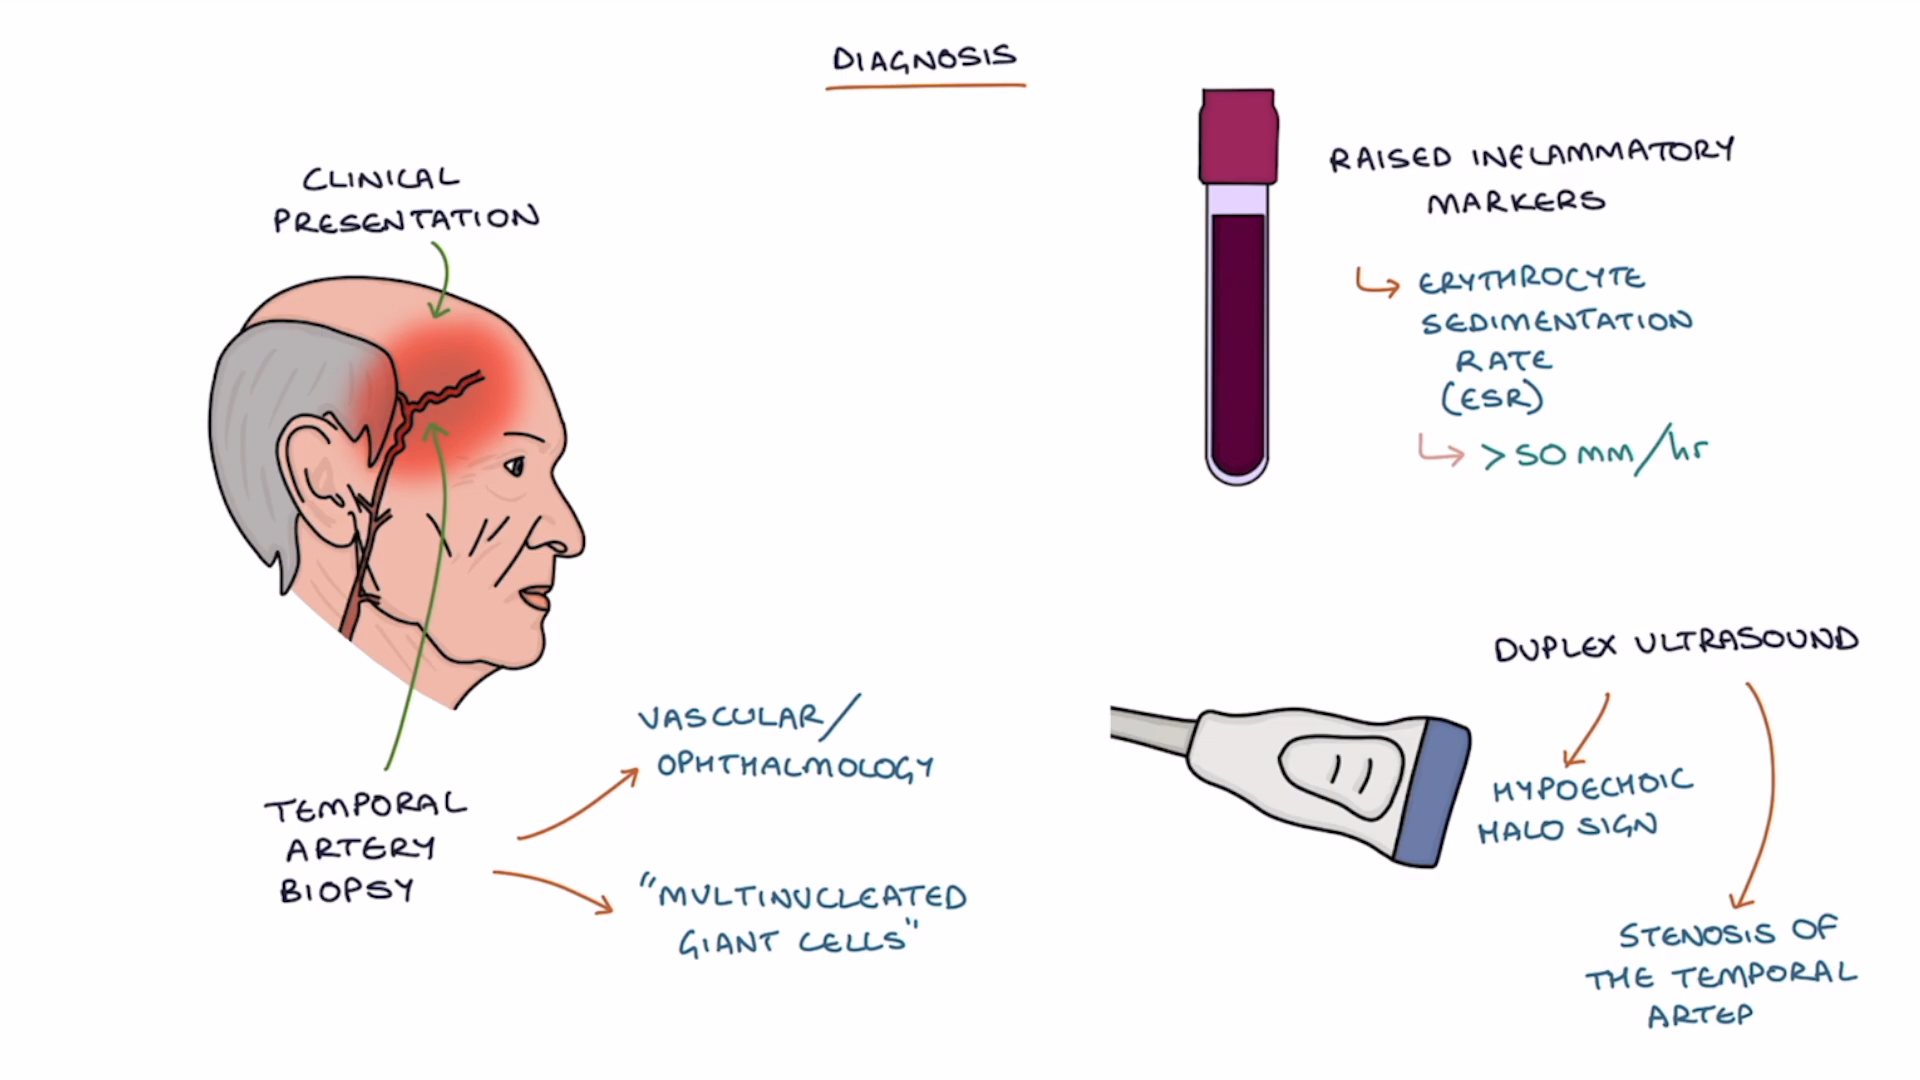 DIAGNOSIS
CLINICAL
PRESENTATION
RAISED INFLAMMATORY
MARKERS
ERYTHROCYTE
SEDIMENTATION
RATE
(ESR)
>50 mm/hr
TEMPORAL
ARTERY
BIOPSY
VASCULAR/
OPHTHALMOLOGY
"MULTINUCLEATED
GIANT CELLS"
DUPLEX ULTRASOUND
HYPOECHOIC
HALO SIGN
STENOSIS OF
THE TEMPORAL
ARTEP